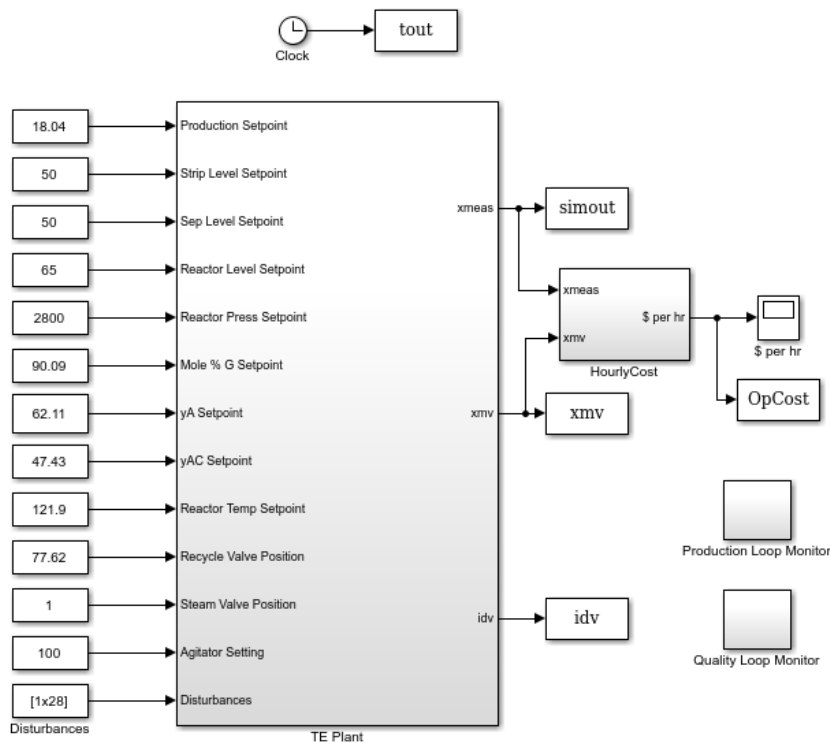 tout
Clock
18.04
Production Setpoint
50
Strip Level Setpoint
50
Sep Level Setpoint
65
Reactor Level Setpoint
2800
Reactor Press Setpoint
90.09
Mole % G Setpoint
62.11
yA Setpoint
47.43
yAC Setpoint
121.9
Reactor Temp Setpoint
77.62
Recycle Valve Position
1
Steam Valve Position
100
Agitator Setting
[1x28]
Disturbances
Disturbances
TE Plant
xmeas
simout
xmeas
$ per hr
xmv
HourlyCost
$ per hr
OpCost
xmv
xmv
Production Loop Monitor
idv
idv
Quality Loop Monitor